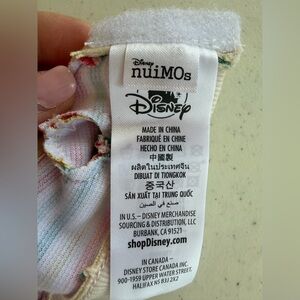 Disney
nuiMOs
Disney
MADE IN CHINA
FABRIQUÉ EN CHINE
HECHO EN CHINA
中國製
ผลิตในประเทศจีน
DIBUAT DI TIONGKOK
SẢN XUẤT TẠI TRUNG QUỐC
중국산
صنع في الصين
IN U.S. – DISNEY MERCHANDISE
SOURCING & DISTRIBUTION, LLC
BURBANK, CA 91521
shopDisney.com
IN CANADA –
DISNEY STORE CANADA INC.
900-1959 UPPER WATER STREET
HALIFAX NS B3J 2X2